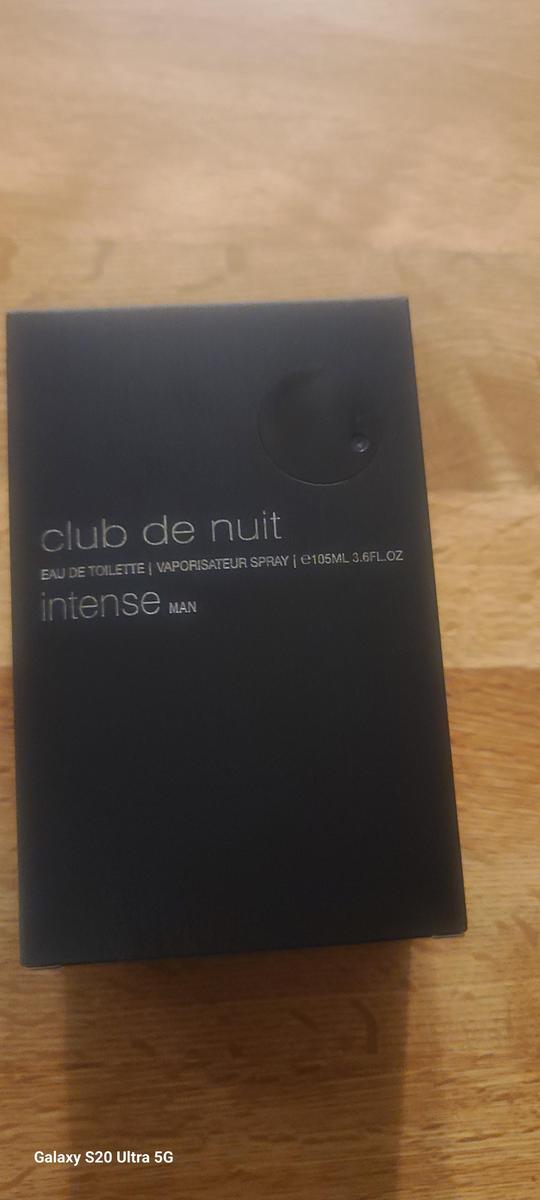 club de nuit
EAU DE TOILETTE | VAPORISATEUR SPRAY | ℮105ML 3.6FL.OZ
intense MAN
Galaxy S20 Ultra 5G